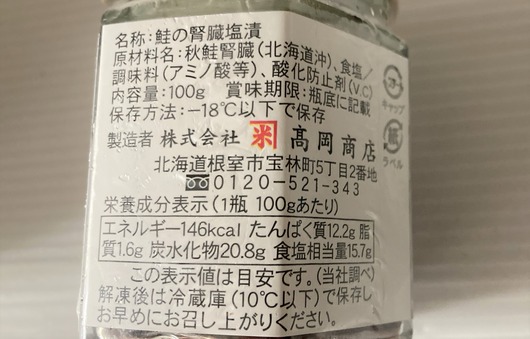 名称:鮭の腎臓塩漬
原材料名:秋鮭腎臓(北海道沖)、食塩/
調味料(アミノ酸等)、酸化防止剤(V.C)
内容量:100g 賞味期限:瓶底に記載
保存方法:−18℃以下で保存
キャップ
紙
ラベル
製造者 株式会社 米 髙岡商店
北海道根室市宝林町5丁目2番地
0120-521-343
栄養成分表示(1瓶 100gあたり)
エネルギー146kcal たんぱく質12.2g 脂
質1.6g 炭水化物20.8g 食塩相当量15.7g
この表示値は目安です。(当社調べ)
解凍後は冷蔵庫(10℃以下)で保存し
お早めにお召し上がりください。